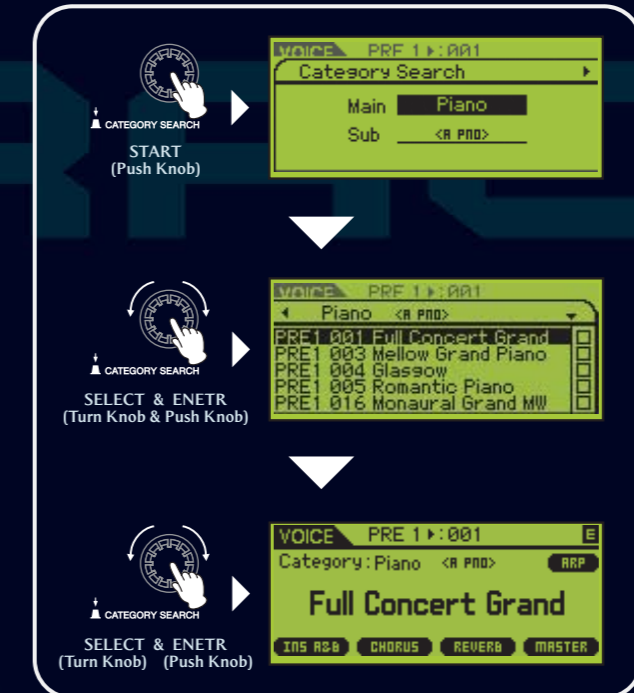 VOICE PRE 1 :001
Category Search
Main Piano
Sub <A PNO>
CATEGORY SEARCH
START
(Push Knob)
VOICE PRE 1 :001
Piano <A PNO>
PRE1 001 Full Concert Grand
PRE1 003 Mellow Grand Piano
PRE1 004 Glasgow
PRE1 005 Romantic Piano
PRE1 016 Monaural Grand MW
CATEGORY SEARCH
SELECT & ENETR
(Turn Knob & Push Knob)
VOICE PRE 1 :001 E
Category:Piano <A PNO> ARP
Full Concert Grand
INS A&B CHORUS REVERB MASTER
CATEGORY SEARCH
SELECT & ENETR
(Turn Knob) (Push Knob)